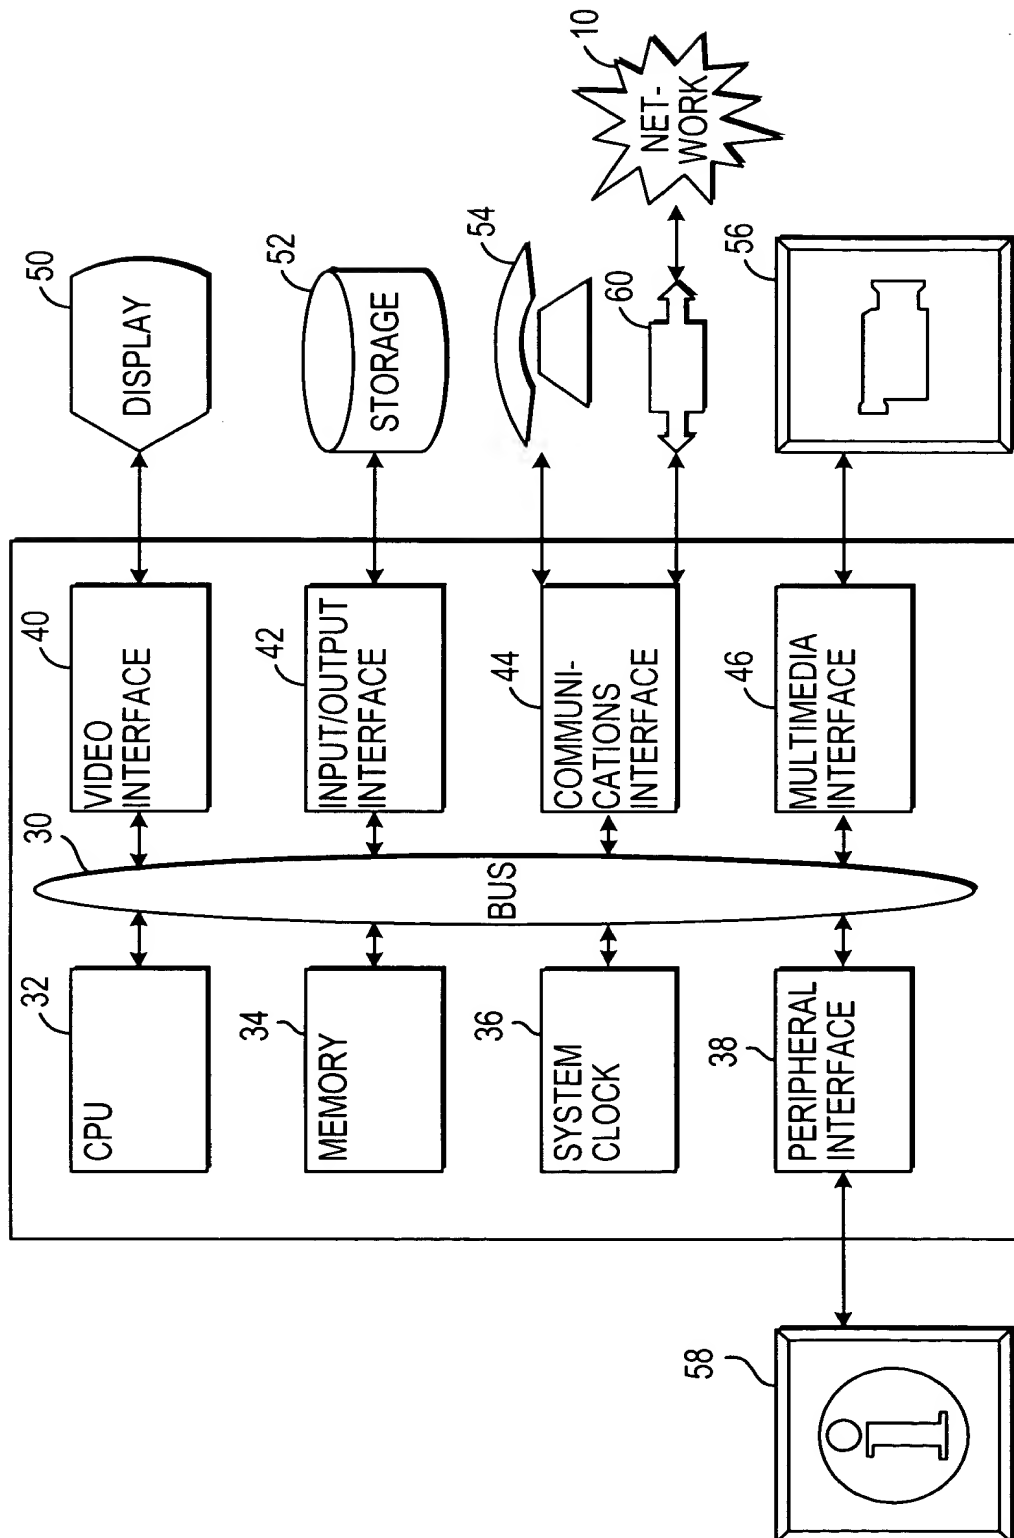 32
CPU
30
40
VIDEO
INTERFACE
50
DISPLAY
34
MEMORY
42
INPUT/OUTPUT
INTERFACE
52
STORAGE
BUS
36
SYSTEM
CLOCK
44
COMMUNI-
CATIONS
INTERFACE
54
60
10
NET-
WORK
58
38
PERIPHERAL
INTERFACE
46
MULTIMEDIA
INTERFACE
56
i